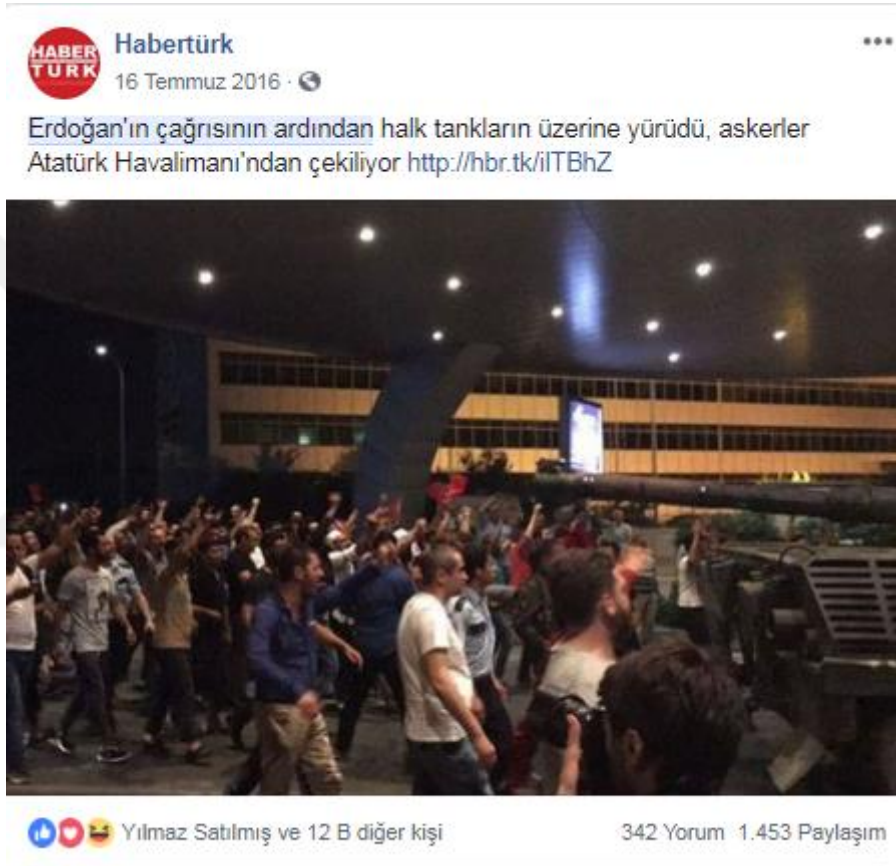 HABER
TÜRK
Habertürk
16 Temmuz 2016 ·
Erdoğan'ın çağrısının ardından halk tankların üzerine yürüdü, askerler
Atatürk Havalimanı'ndan çekiliyor http://hbr.tk/iITBhZ
Yılmaz Satılmış ve 12 B diğer kişi
342 Yorum 1.453 Paylaşım